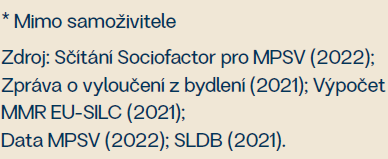 * Mimo samoživitele
Zdroj: Sčítání Sociofactor pro MPSV (2022);
Zpráva o vyloučení z bydlení (2021); Výpočet
MMR EU-SILC (2021);
Data MPSV (2022); SLDB (2021).